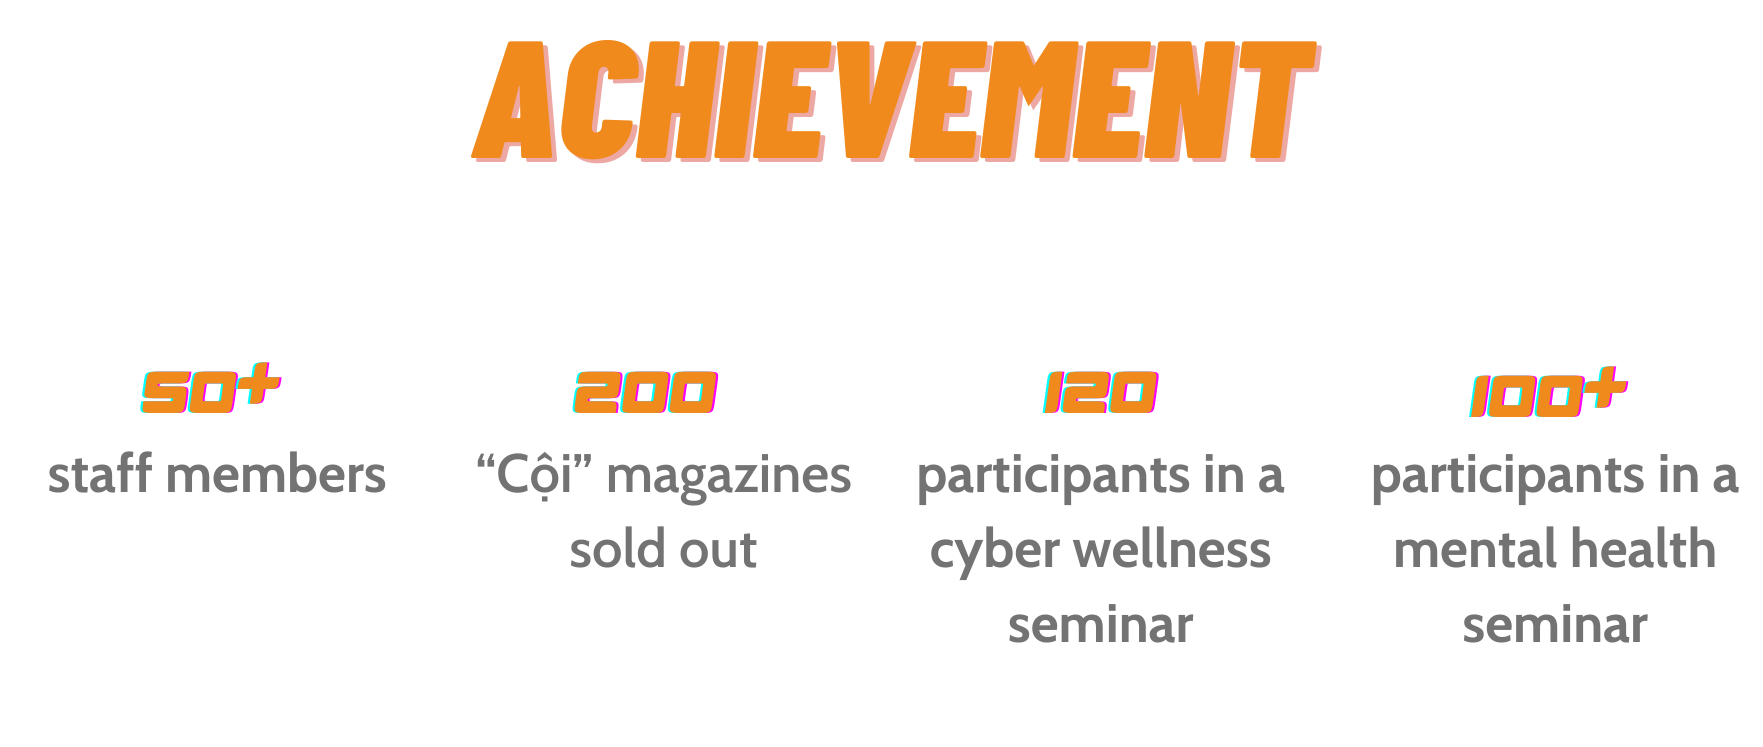 ACHIEVEMENT
50+
staff members
200
“Cội” magazines
sold out
120
participants in a
cyber wellness
seminar
100+
participants in a
mental health
seminar